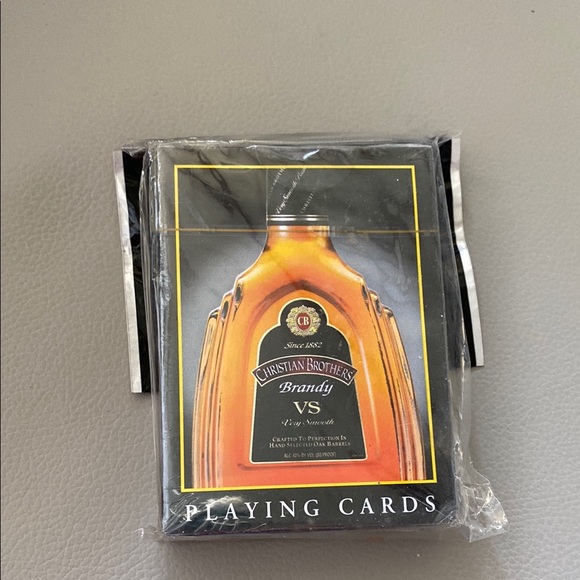 CB
Since 1882
CHRISTIAN BROTHERS
Brandy
VS
Very Smooth
CRAFTED TO PERFECTION IN
HAND SELECTED OAK BARRELS
PLAYING CARDS